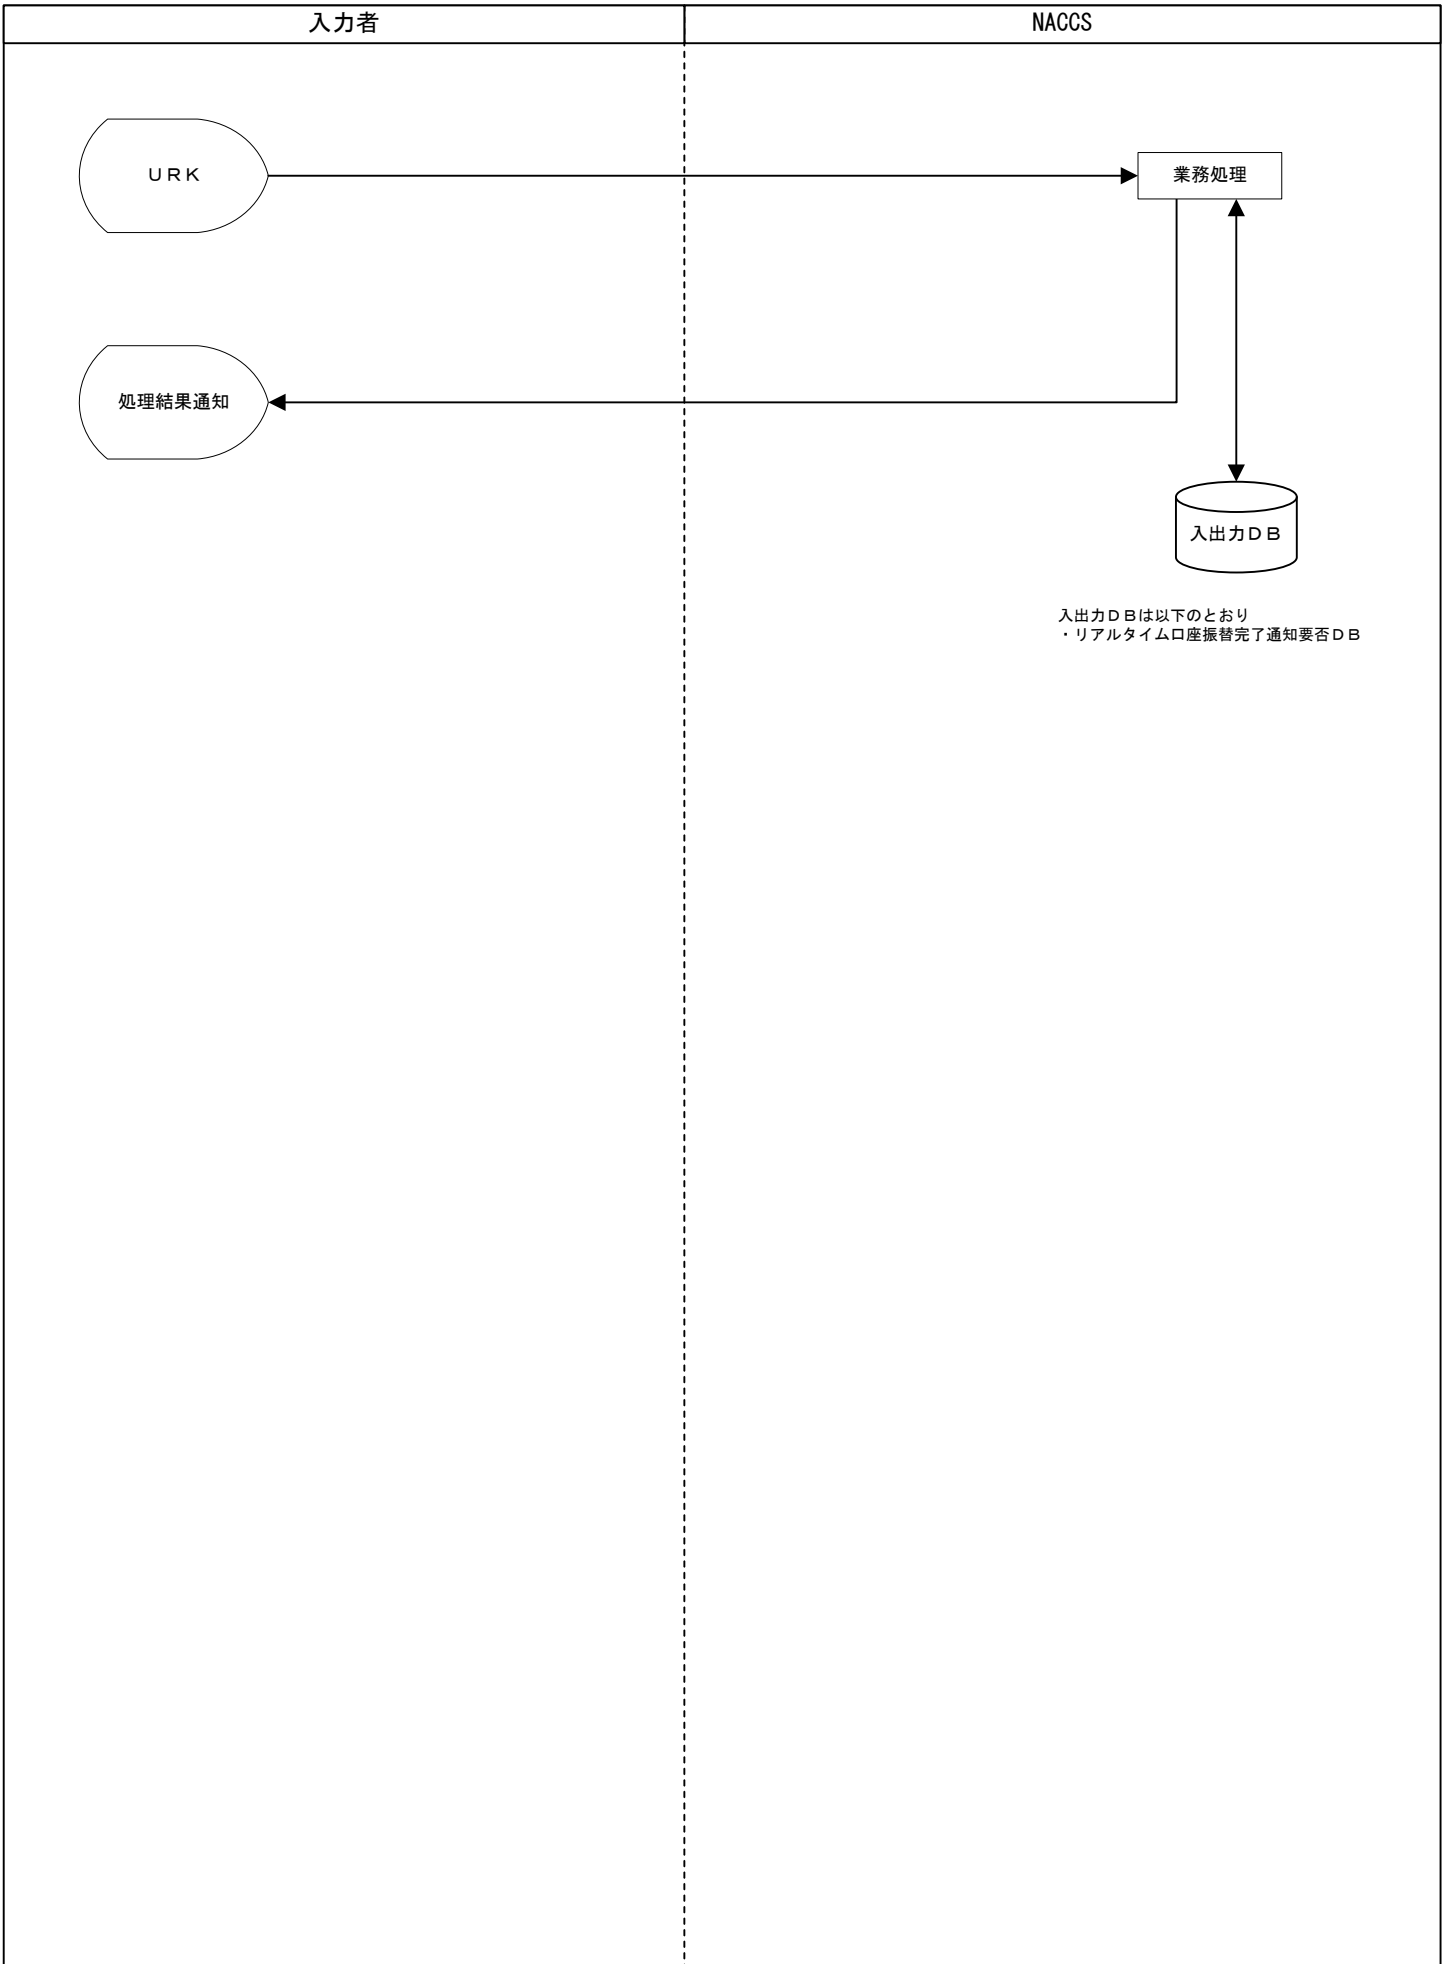 入力者
NACCS
ＵＲＫ
業務処理
処理結果通知
入出力ＤＢ
入出力ＤＢは以下のとおり
・リアルタイム口座振替完了通知要否ＤＢ